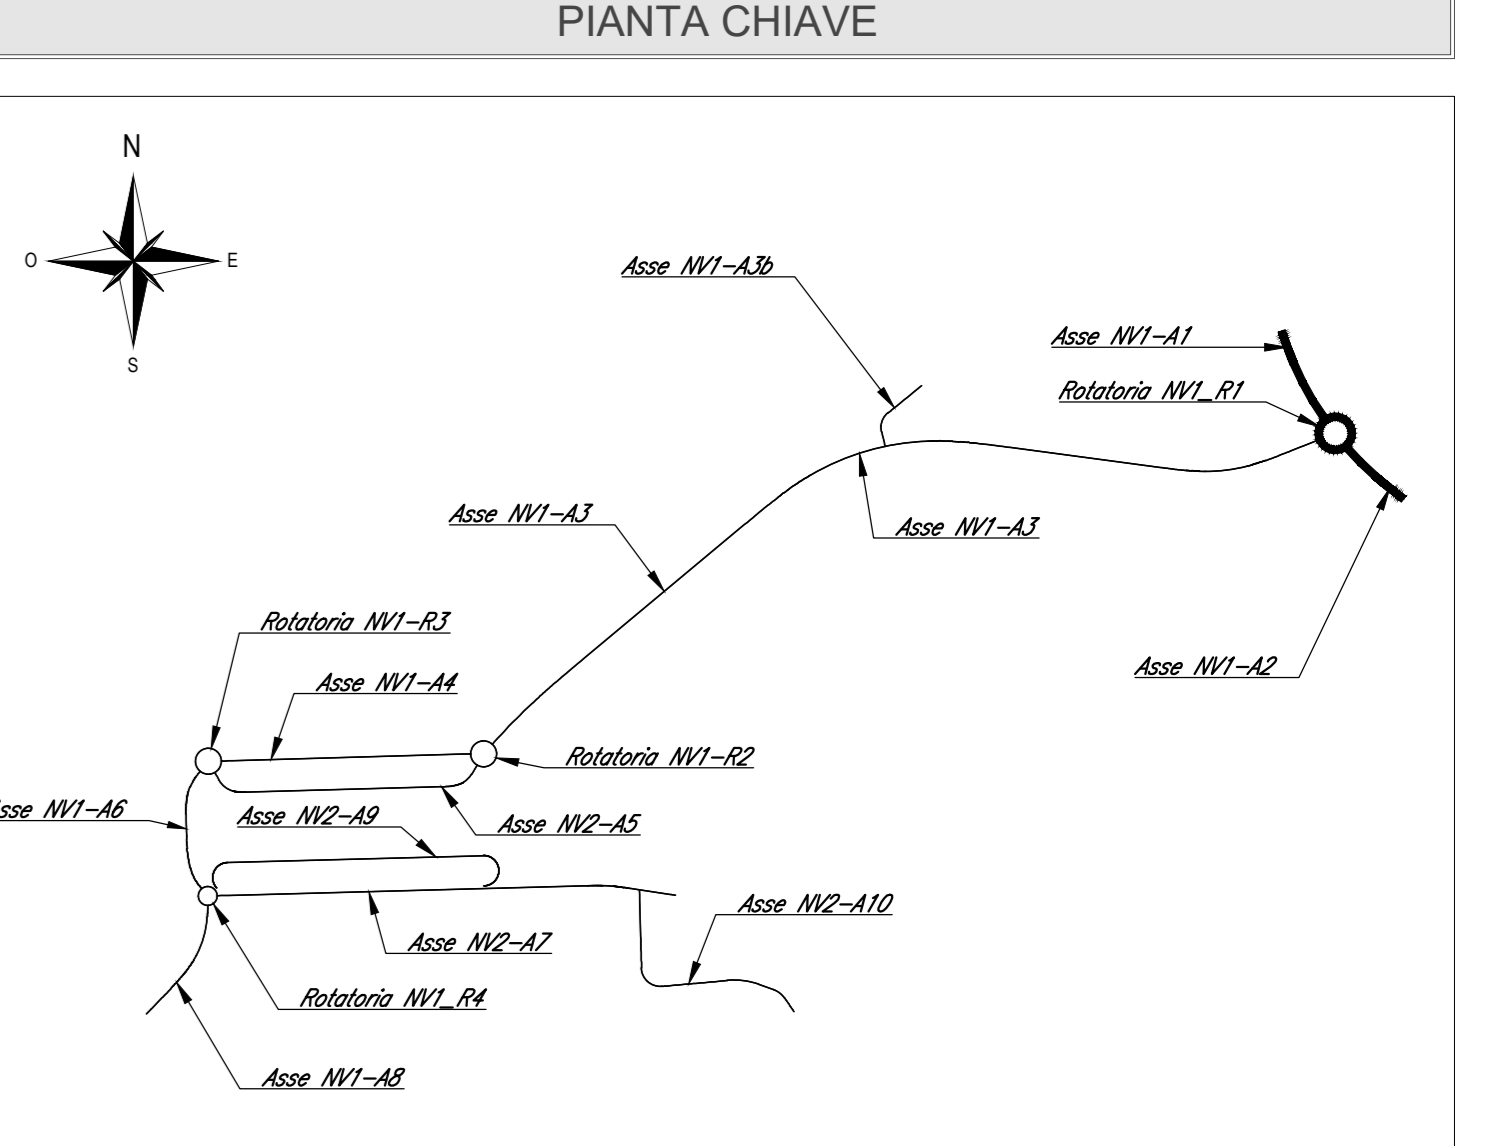 PIANTA CHIAVE
N
O
E
S
Asse NV1-A3b
Asse NV1-A1
Rotatoria NV1_R1
Asse NV1-A3
Asse NV1-A3
Rotatoria NV1-R3
Asse NV1-A2
Asse NV1-A4
Rotatoria NV1-R2
sse NV1-A6
Asse NV2-A9
Asse NV2-A5
Asse NV2-A10
Asse NV2-A7
Rotatoria NV1_R4
Asse NV1-A8